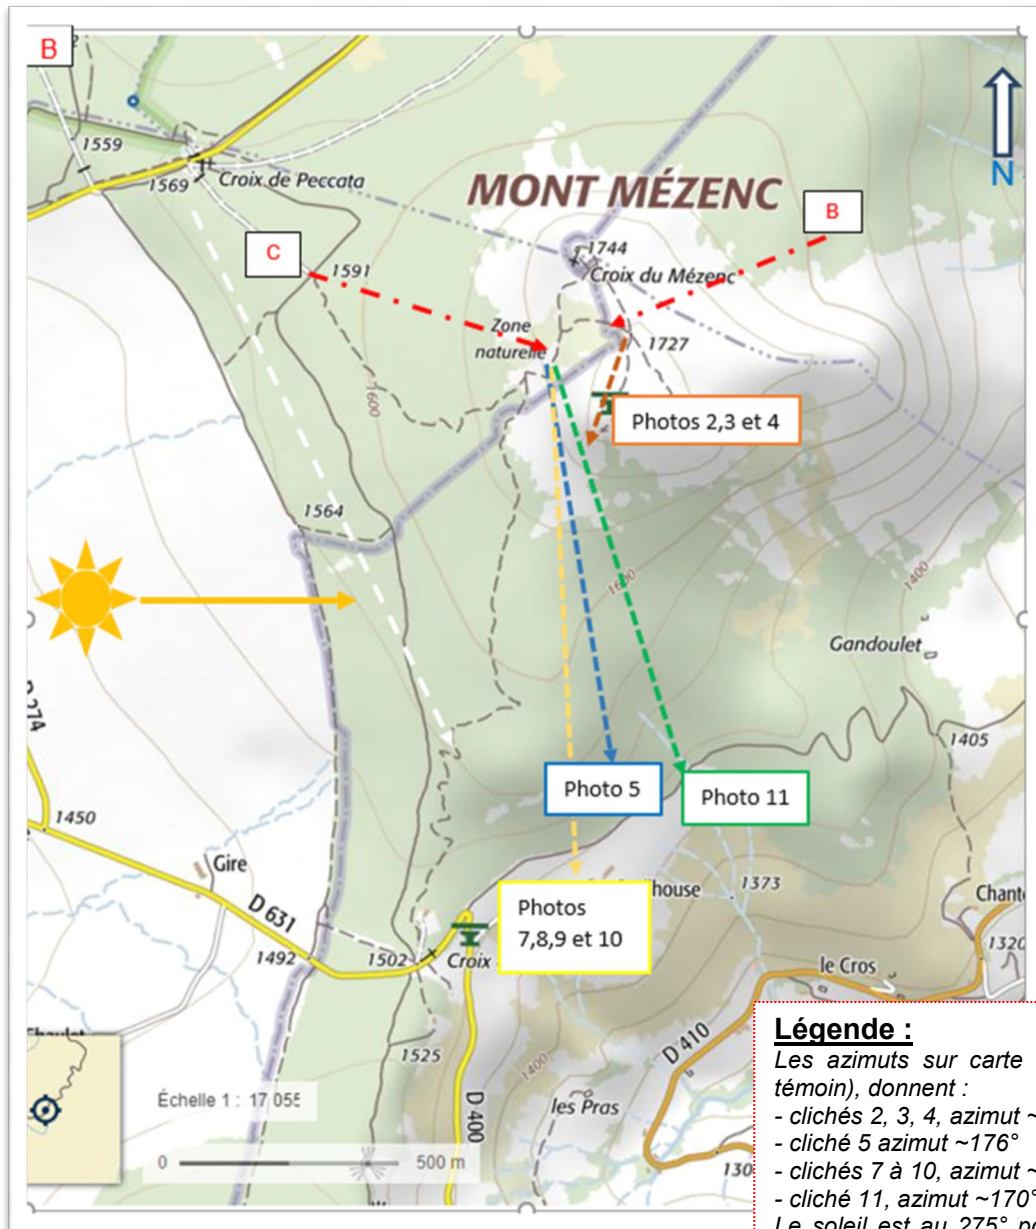 B
1559
1569
Croix de Peccata
MONT MÉZENC
N
B
C
1591
1744
Croix du Mézenc
Zone
naturelle
1727
1600
Photos 2,3 et 4
1564
1600
1400
Gandoulet
D 274
1405
Photo 5
Photo 11
1450
Gire
D 631
Photos
7,8,9 et 10
1373
Chant
1320
1492
1502
Croix
le Cros
1525
D 410
D 400
1400
les Pras
Échelle 1 : 17 055
0
500 m
130
Légende :
Les azimuts sur carte
témoin), donnent :
- clichés 2, 3, 4, azimut ~
- cliché 5 azimut ~176°
- clichés 7 à 10, azimut ~
- cliché 11, azimut ~170°
Le soleil est au 275°